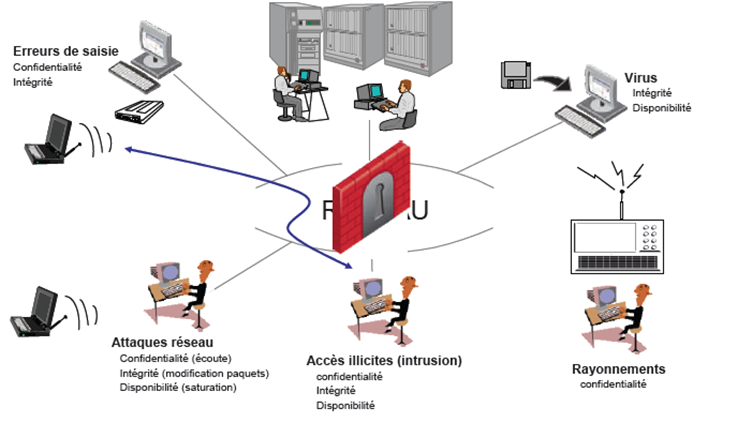 Erreurs de saisie
Confidentialité
Intégrité
Virus
Intégrité
Disponibilité
Attaques réseau
Confidentialité (écoute)
Intégrité (modification paquets)
Disponibilité (saturation)
Accès illicites (intrusion)
confidentialité
Intégrité
Disponibilité
Rayonnements
confidentialité